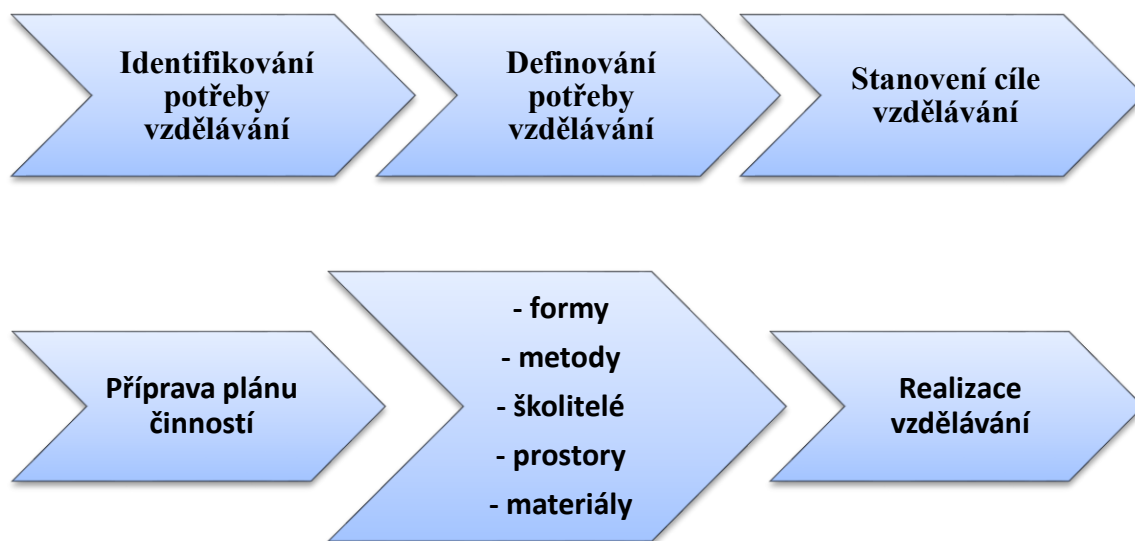 Identifikování
potřeby
vzdělávání
Definování
potřeby
vzdělávání
Stanovení cíle
vzdělávání
Příprava plánu
činností
- formy
- metody
- školitelé
- prostory
- materiály
Realizace
vzdělávání